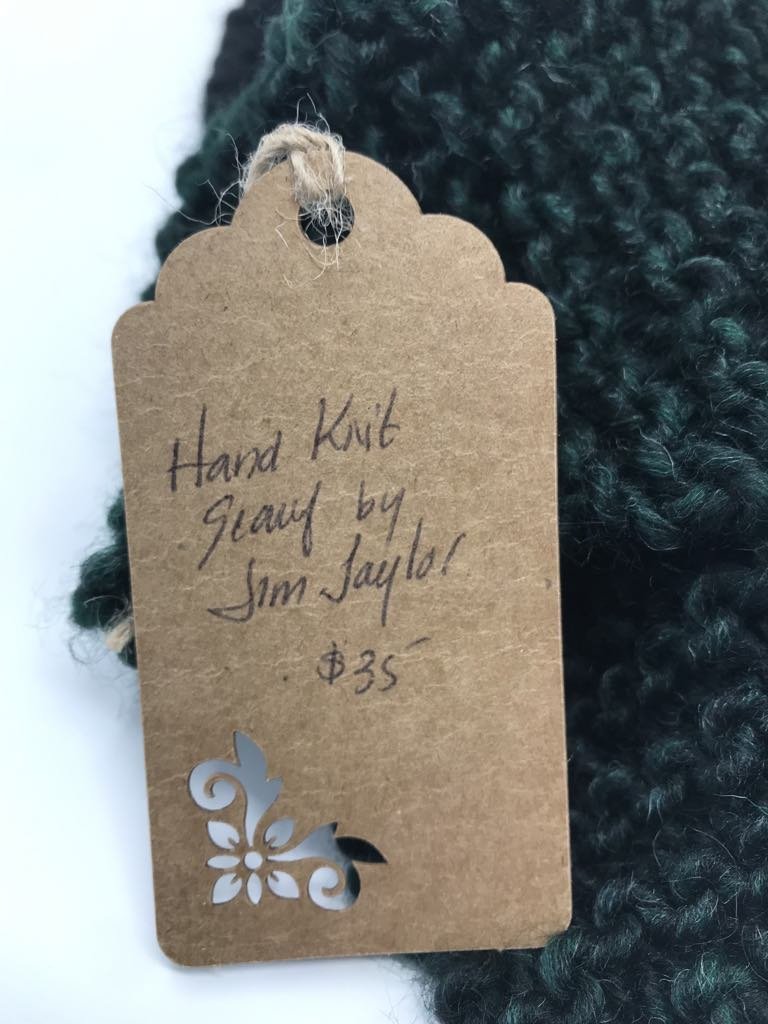 Hand Knit
Scarf by
Jim Taylor
$35